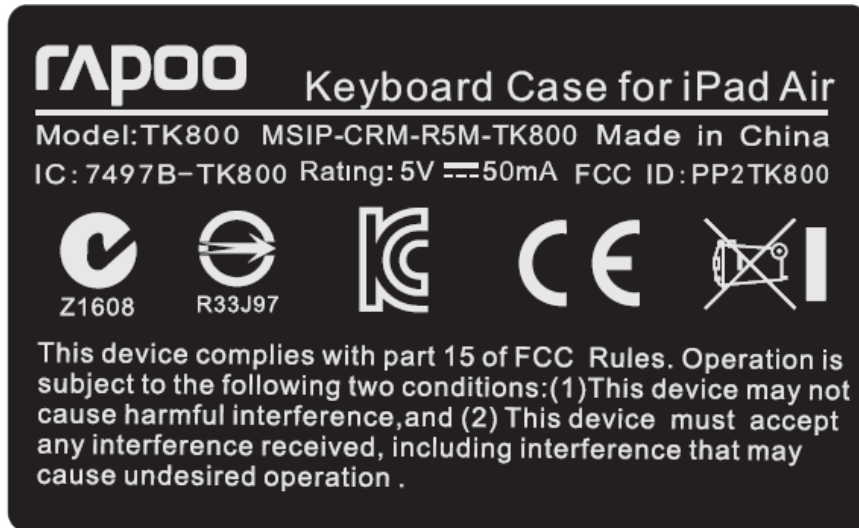 rapoo Keyboard Case for iPad Air
Model:TK800 MSIP-CRM-R5M-TK800 Made in China
IC:7497B-TK800 Rating: 5V 50mA FCC ID:PP2TK800
Z1608 R33J97 CE
This device complies with part 15 of FCC Rules. Operation is
subject to the following two conditions:(1)This device may not
cause harmful interference,and (2) This device must accept
any interference received, including interference that may
cause undesired operation .